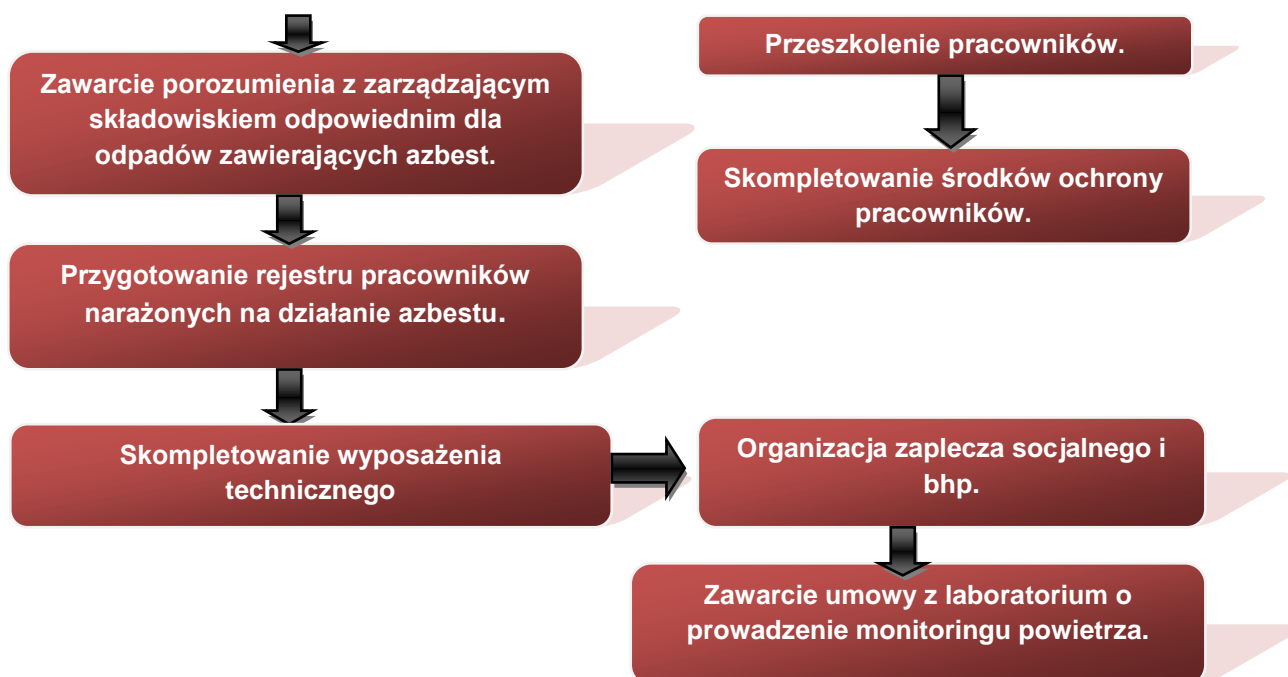 Zawarcie porozumienia z zarządzającym
składowiskiem odpowiednim dla
odpadów zawierających azbest.
Przygotowanie rejestru pracowników
narażonych na działanie azbestu.
Skompletowanie wyposażenia
technicznego
Przeszkolenie pracowników.
Skompletowanie środków ochrony
pracowników.
Organizacja zaplecza socjalnego i
bhp.
Zawarcie umowy z laboratorium o
prowadzenie monitoringu powietrza.